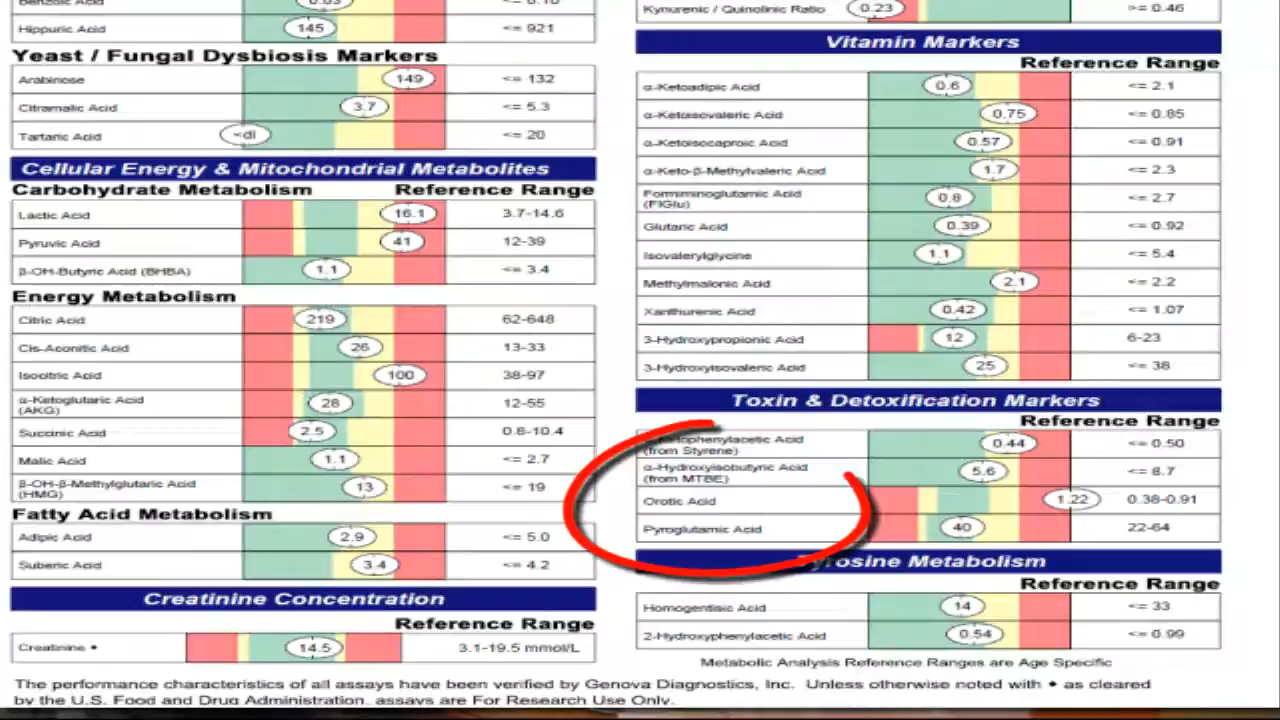 Benzoic Acid 0.03 <= 0.10
Hippuric Acid 145 <= 921
Yeast / Fungal Dysbiosis Markers
Arabinose 149 <= 132
Citramalic Acid 3.7 <= 5.3
Tartaric Acid <dl <= 20
Cellular Energy & Mitochondrial Metabolites
Carbohydrate Metabolism Reference Range
Lactic Acid 16.1 3.7-14.6
Pyruvic Acid 41 12-39
β-OH-Butyric Acid (BHBA) 1.1 <= 3.4
Energy Metabolism
Citric Acid 219 62-648
Cis-Aconitic Acid 26 13-33
Isocitric Acid 100 38-97
α-Ketoglutaric Acid
(AKG) 28 12-55
Succinic Acid 2.5 0.8-10.4
Malic Acid 1.1 <= 2.7
-OH-β-Methylglutaric Acid
(HMG) 13 <= 19
Fatty Acid Metabolism
Adipic Acid 2.9 <= 5.0
Suberic Acid 3.4 <= 4.2
Creatinine Concentration
Reference Range
Creatinine ♦ 14.5 3.1-19.5 mmol/L
Kynurenic / Quinolinic Ratio 0.23 >= 0.46
Vitamin Markers
Reference Range
α-Ketoadipic Acid 0.6 <= 2.1
α-Ketoisovaleric Acid 0.75 <= 0.85
α-Ketoisocaproic Acid 0.57 <= 0.91
α-Keto-β-Methylvaleric Acid 1.7 <= 2.3
Formiminoglutamic Acid
(FIGlu) 0.8 <= 2.7
Glutaric Acid 0.39 <= 0.92
Isovalerylglycine 1.1 <= 5.4
Methylmalonic Acid 2.1 <= 2.2
Xanthurenic Acid 0.42 <= 1.07
3-Hydroxypropionic Acid 12 6-23
3-Hydroxyisovaleric Acid 25 <= 38
Toxin & Detoxification Markers
Reference Range
Acid
(from Styrene) 0.44 <= 0.50
α-Hydroxyisobutyric Acid
(from MTBE) 5.6 <= 8.7
Orotic Acid 1.22 0.38-0.91
Pyroglutamic Acid 40 22-64
Tyrosine Metabolism
Reference Range
Homogentisic Acid 14 <= 33
2-Hydroxyphenylacetic Acid 0.54 <= 0.99
Metabolic Analysis Reference Ranges are Age Specific
The performance characteristics of all assays have been verified by Genova Diagnostics, Inc. Unless otherwise noted with ♦ as cleared
by the U.S. Food and Drug Administration, assays are For Research Use Only.